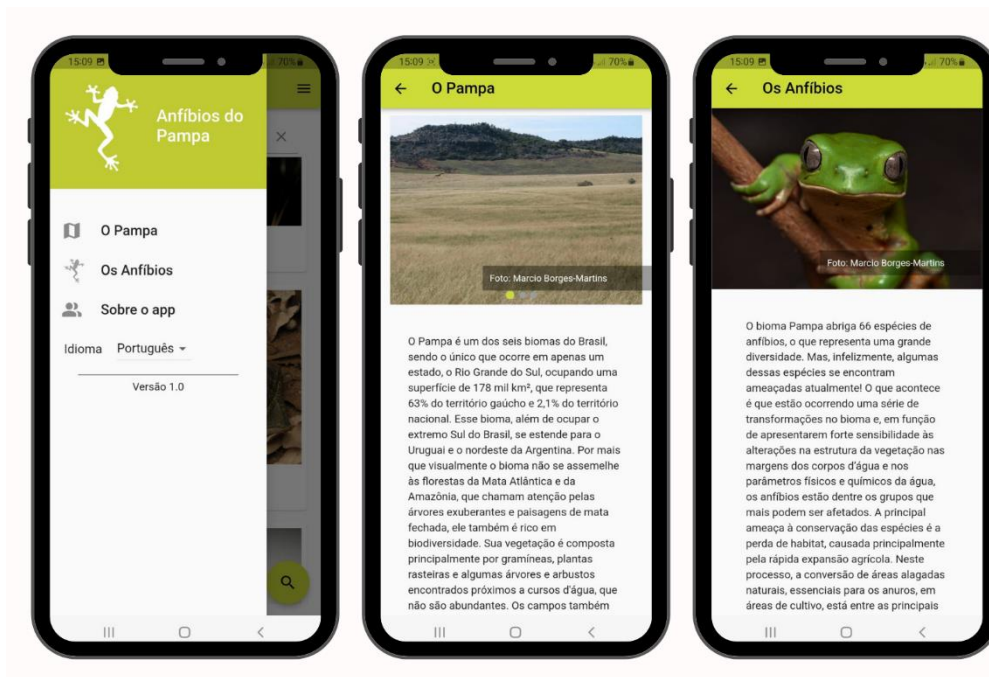 15:09
70%
Anfíbios do
Pampa
O Pampa
Os Anfíbios
Sobre o app
Idioma Português
Versão 1.0
15:09
70%
O Pampa
Foto: Marcio Borges-Martins
O Pampa é um dos seis biomas do Brasil,
sendo o único que ocorre em apenas um
estado, o Rio Grande do Sul, ocupando uma
superfície de 178 mil km², que representa
63% do território gaúcho e 2,1% do território
nacional. Esse bioma, além de ocupar o
extremo Sul do Brasil, se estende para o
Uruguai e o nordeste da Argentina. Por mais
que visualmente o bioma não se assemelhe
às florestas da Mata Atlântica e da
Amazônia, que chamam atenção pelas
árvores exuberantes e paisagens de mata
fechada, ele também é rico em
biodiversidade. Sua vegetação é composta
principalmente por gramíneas, plantas
rasteiras e algumas árvores e arbustos
encontrados próximos a cursos d'água, que
não são abundantes. Os campos também
15:09
70%
Os Anfíbios
Foto: Marcio Borges-Martins
O bioma Pampa abriga 66 espécies de
anfíbios, o que representa uma grande
diversidade. Mas, infelizmente, algumas
dessas espécies se encontram
ameaçadas atualmente! O que acontece
é que estão ocorrendo uma série de
transformações no bioma e, em função
de apresentarem forte sensibilidade às
alterações na estrutura da vegetação nas
margens dos corpos d'água e nos
parâmetros físicos e químicos da água,
os anfíbios estão dentre os grupos que
mais podem ser afetados. A principal
ameaça à conservação das espécies é a
perda de habitat, causada principalmente
pela rápida expansão agrícola. Neste
processo, a conversão de áreas alagadas
naturais, essenciais para os anuros, em
áreas de cultivo, está entre as principais